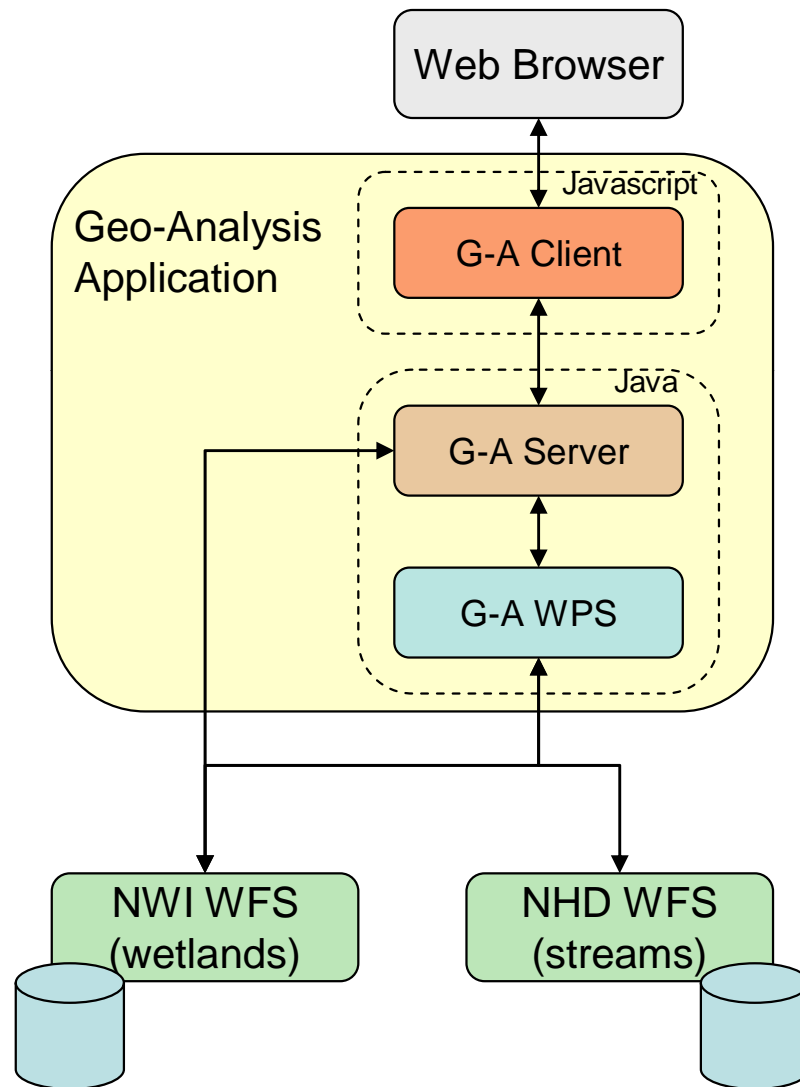 Web Browser
Javascript
Geo-Analysis
Application
G-A Client
Java
G-A Server
G-A WPS
NWI WFS
(wetlands)
NHD WFS
(streams)